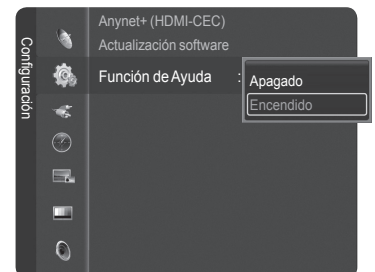 Configuración
Anynet+ (HDMI-CEC)
Actualización software
Función de Ayuda : Apagado
Encendido